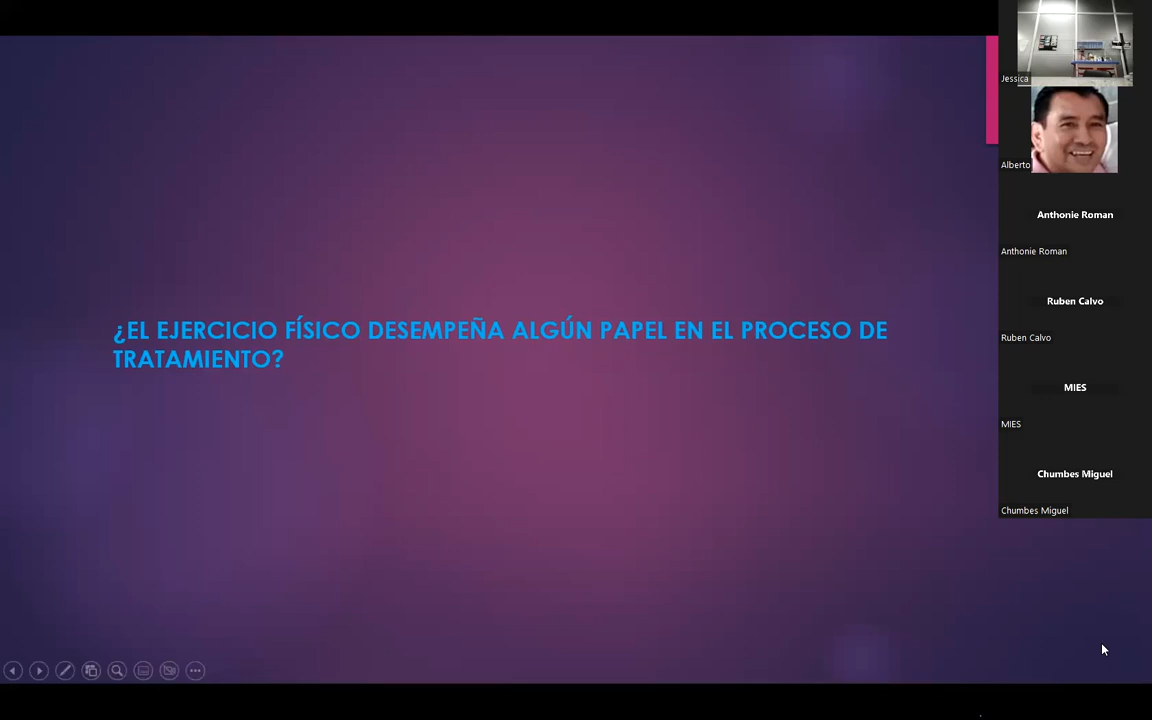 ¿EL EJERCICIO FÍSICO DESEMPEÑA ALGÚN PAPEL EN EL PROCESO DE
TRATAMIENTO?
Jessica
Alberto
Anthonie Roman
Anthonie Roman
Ruben Calvo
Ruben Calvo
MIES
MIES
Chumbes Miguel
Chumbes Miguel